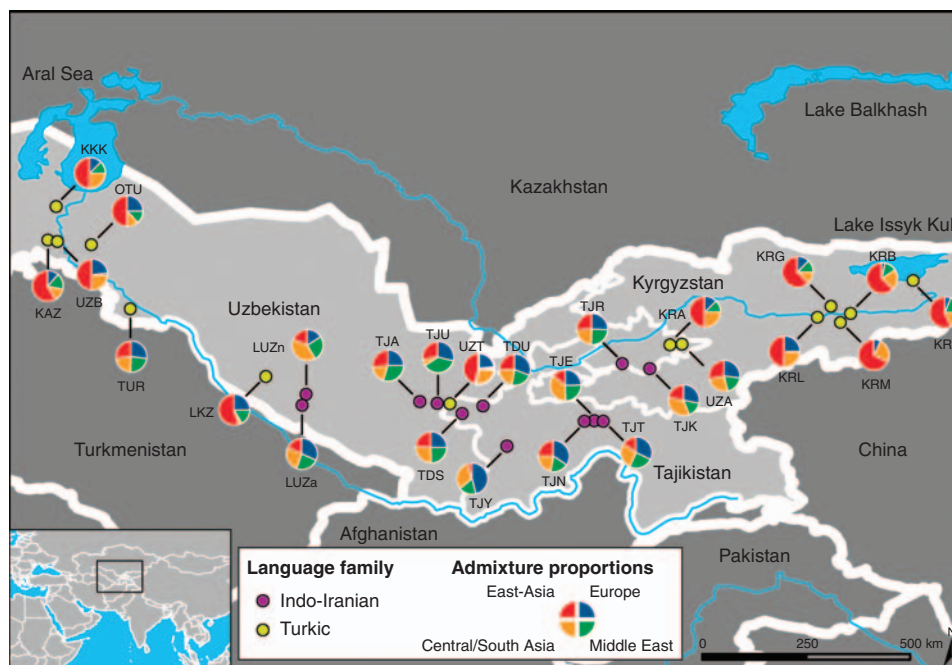 Aral Sea
Lake Balkhash
KKK
Kazakhstan
OTU
Lake Issyk Kul
KRG
KRB
Kyrgyzstan
KAZ
UZB
Uzbekistan
TJR
KRA
LUZn
TJA
TJU
UZT
TDU
TJE
KR
TUR
KRL
KRM
UZA
LKZ
TJK
TJT
Turkmenistan
China
LUZa
TDS
TJY
TJN
Tajikistan
Afghanistan
Pakistan
Language family
Indo-Iranian
Turkic
Admixture proportions
East-Asia
Europe
Central/South Asia
Middle East
N
0
250
500 km